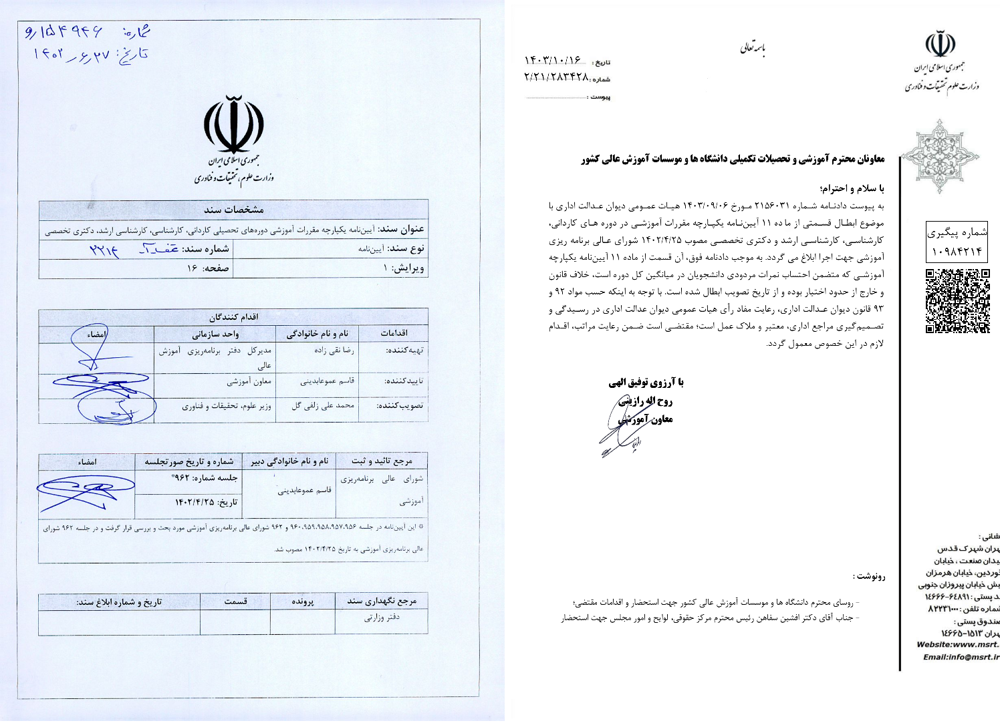 شماره: ۱۵۴۹۴۶/و
تاریخ: ۱۴۰۲/۶/۲۷
جمهوری اسلامی ایران
وزارت علوم، تحقیقات و فناوری
مشخصات سند
عنوان سند: آیین‌نامه یکپارچه مقررات آموزشی دوره‌های تحصیلی کاردانی، کارشناسی، کارشناسی ارشد، دکتری تخصصی
نوع سند: آیین‌نامه
شماره سند: ۲۲۱۴
ویرایش: ۱
صفحه: ۱۶
اقدام کنندگان
اقدامات نام و نام خانوادگی واحد سازمانی امضاء
تهیه‌کننده: رضا نقی زاده مدیرکل دفتر برنامه‌ریزی آموزش
عالی
تاییدکننده: قاسم عموعابدینی معاون آموزشی
تصویب‌کننده: محمد علی زلفی گل وزیر علوم، تحقیقات و فناوری
مرجع تائید و ثبت نام و نام خانوادگی دبیر شماره و تاریخ صورتجلسه امضاء
شورای عالی برنامه‌ریزی
آموزشی
قاسم عموعابدینی
جلسه شماره: ۹۶۲*
تاریخ: ۱۴۰۲/۴/۲۵
* این آیین‌نامه در جلسه ۹۵۶،۹۵۷،۹۵۸،۹۵۹،۹۶۰ و ۹۶۲ شورای عالی برنامه‌ریزی آموزشی مورد بحث و بررسی قرار گرفت و در جلسه ۹۶۲ شورای
عالی برنامه‌ریزی آموزشی به تاریخ ۱۴۰۲/۴/۲۵ مصوب شد.
مرجع نگهداری سند پرونده قسمت تاریخ و شماره ابلاغ سند:
دفتر وزارتی
باسمه تعالی
جمهوری اسلامی ایران
وزارت علوم تحقیقات و فناوری
تاریخ : ۱۴۰۳/۱۰/۱۶
شماره : ۲/۲۱/۲۸۳۴۲۸
پیوست :
معاونان محترم آموزشی و تحصیلات تکمیلی دانشگاه ها و موسسات آموزش عالی کشور
با سلام و احترام؛
به پیوست دادنامه شماره ۲۱۵۶۰۳۱ مورخ ۱۴۰۳/۰۹/۰۶ هیات عمومی دیوان عدالت اداری با
موضوع ابطال قسمتی از ماده ۱۱ آیین‌نامه یکپارچه مقررات آموزشی در دوره های کاردانی،
کارشناسی، کارشناسی ارشد و دکتری تخصصی مصوب ۱۴۰۲/۴/۲۵ شورای عالی برنامه ریزی
آموزشی جهت اجرا ابلاغ می گردد. به موجب دادنامه فوق، آن قسمت از ماده ۱۱ آیین‌نامه یکپارچه
آموزشی که متضمن احتساب نمرات مردودی دانشجویان در میانگین کل دوره است، خلاف قانون
و خارج از حدود اختیار بوده و از تاریخ تصویب ابطال شده است. با توجه به اینکه حسب مواد ۹۲ و
۹۳ قانون دیوان عدالت اداری، رعایت مفاد رأی هیات عمومی دیوان عدالت اداری در رسیدگی و
تصمیم‌گیری مراجع اداری، معتبر و ملاک عمل است؛ مقتضی است ضمن رعایت مراتب، اقدام
لازم در این خصوص معمول گردد.
با آرزوی توفیق الهی
روح اله رازینی
معاون آموزشی
رونوشت :
- روسای محترم دانشگاه ها و موسسات آموزش عالی کشور جهت استحضار و اقدامات مقتضی؛
- جناب آقای دکتر افشین سفاهن رئیس محترم مرکز حقوقی، لوایح و امور مجلس جهت استحضار
شماره پیگیری
۱۰۹۸۴۲۱۴
شانی :
هران شهرک قدس
یدان صنعت ، خیابان
وردین، خیابان هرمزان
بش خیابان پیروزان جنوبی
د پستی : ۶۴۸۹۱-۱۴۶۶۶
شماره تلفن : ۸۲۲۳۱۰۰۰
صندوق پستی :
هران ۱۵۱۳-۱۴۶۶۵
Website:www.msrt.
Email:info@msrt.ir